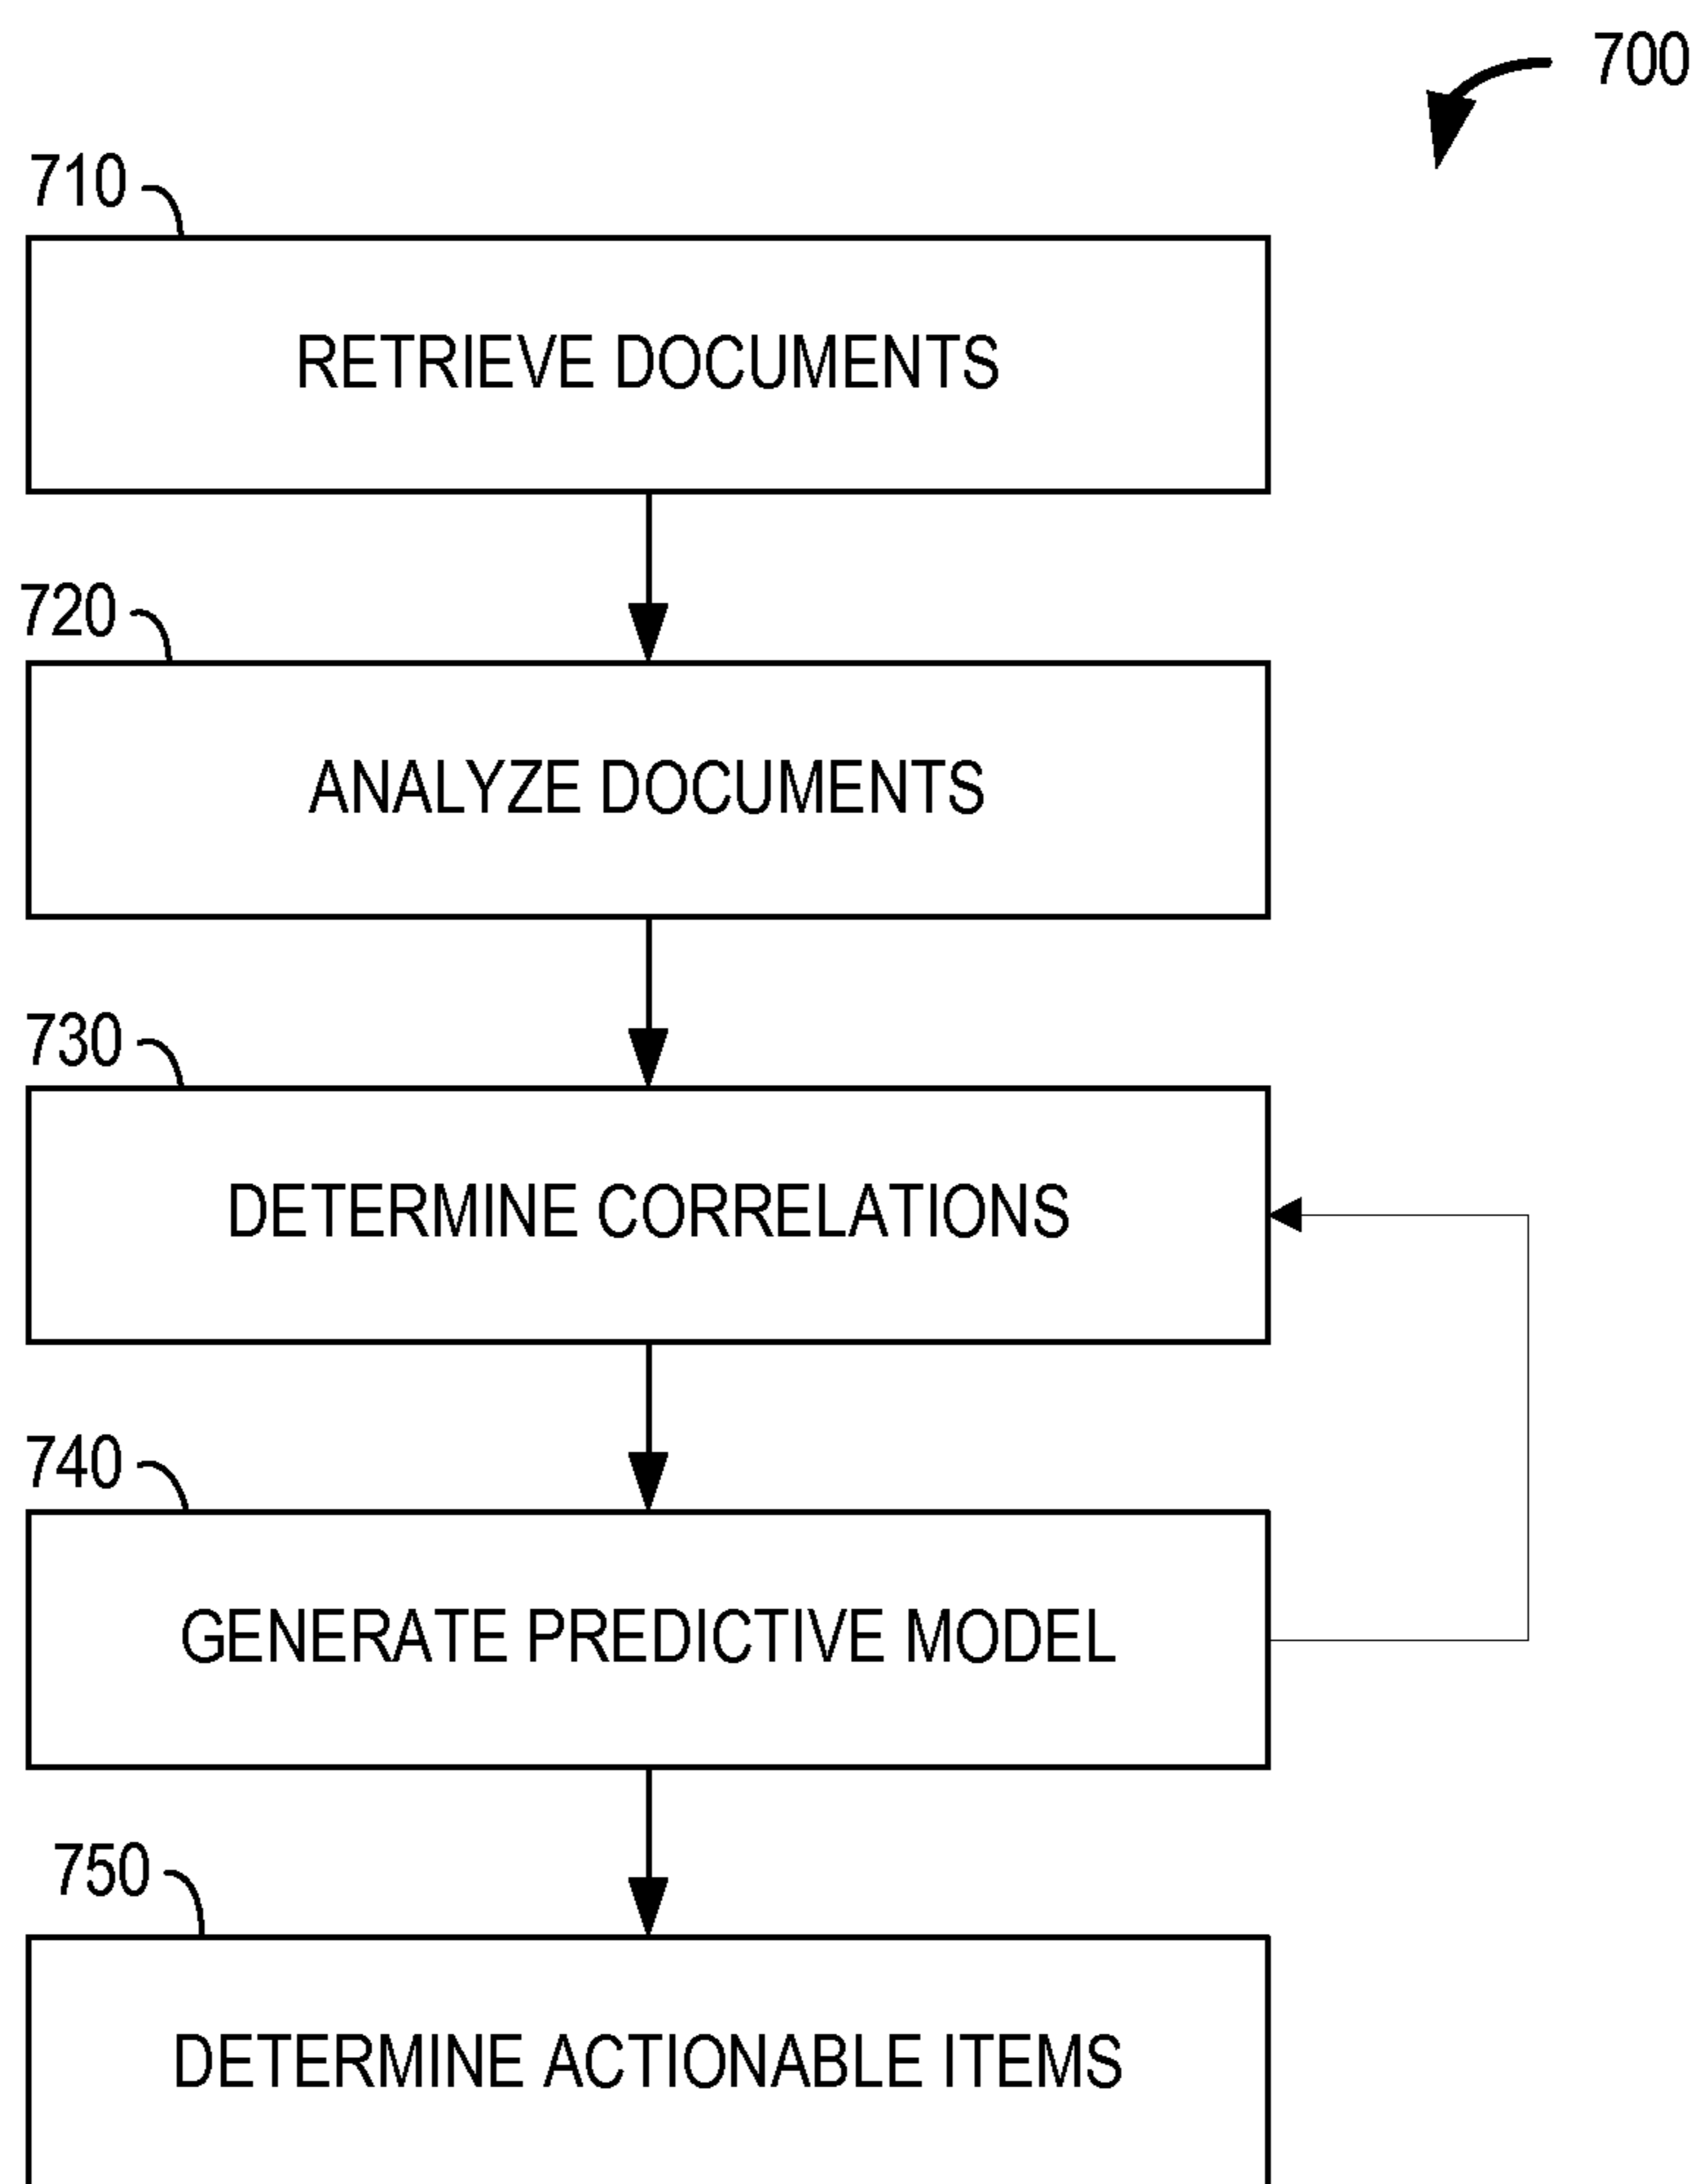 700
710
RETRIEVE DOCUMENTS
720
ANALYZE DOCUMENTS
730
DETERMINE CORRELATIONS
740
GENERATE PREDICTIVE MODEL
750
DETERMINE ACTIONABLE ITEMS